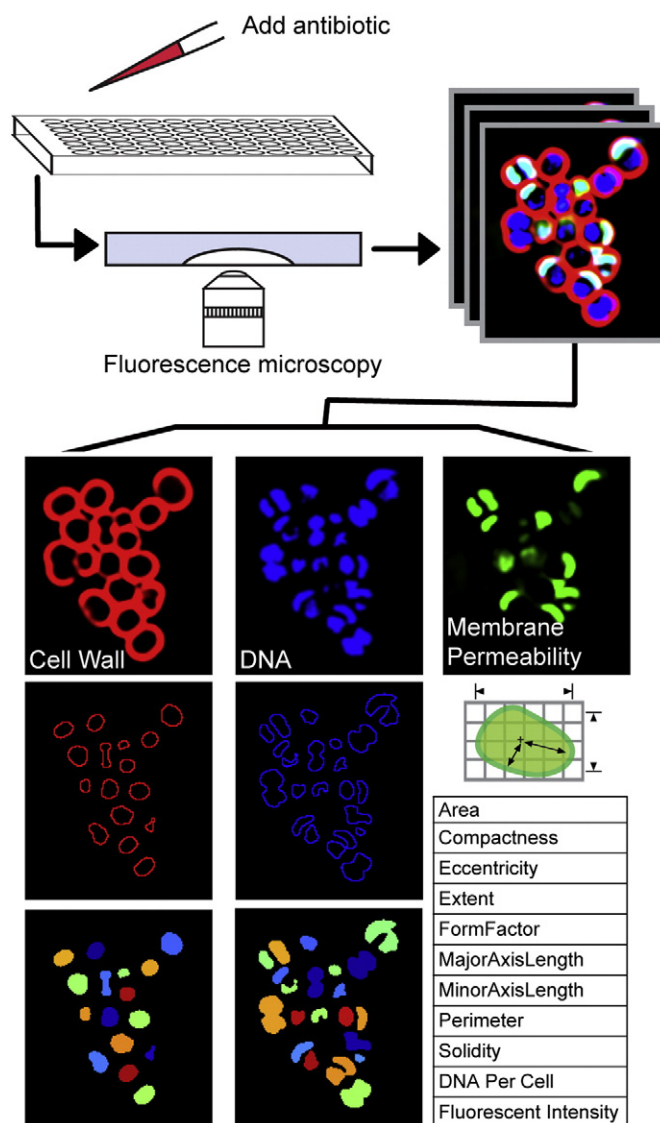 Add antibiotic
Fluorescence microscopy
Cell Wall
DNA
Membrane
Permeability
Area
Compactness
Eccentricity
Extent
FormFactor
MajorAxisLength
MinorAxisLength
Perimeter
Solidity
DNA Per Cell
Fluorescent Intensity